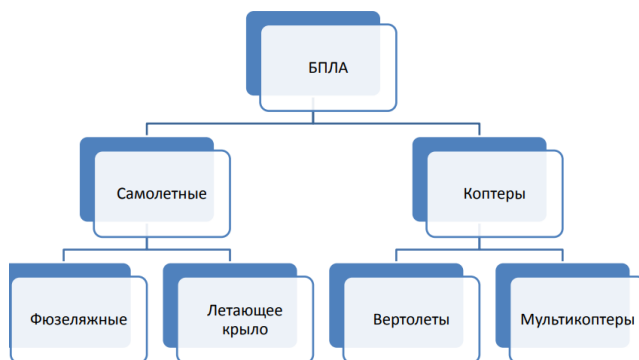 БПЛА
Самолетные
Коптеры
Фюзеляжные
Летающее
крыло
Вертолеты
Мультикоптеры